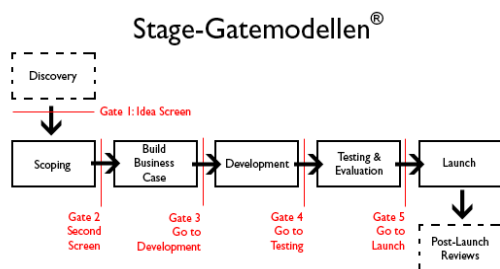 Stage-Gatemodellen®
Discovery
Gate 1: Idea Screen
Scoping
Build
Business
Case
Development
Testing &
Evaluation
Launch
Gate 2
Second
Screen
Gate 3
Go to
Development
Gate 4
Go to
Testing
Gate 5
Go to
Launch
Post-Launch
Reviews